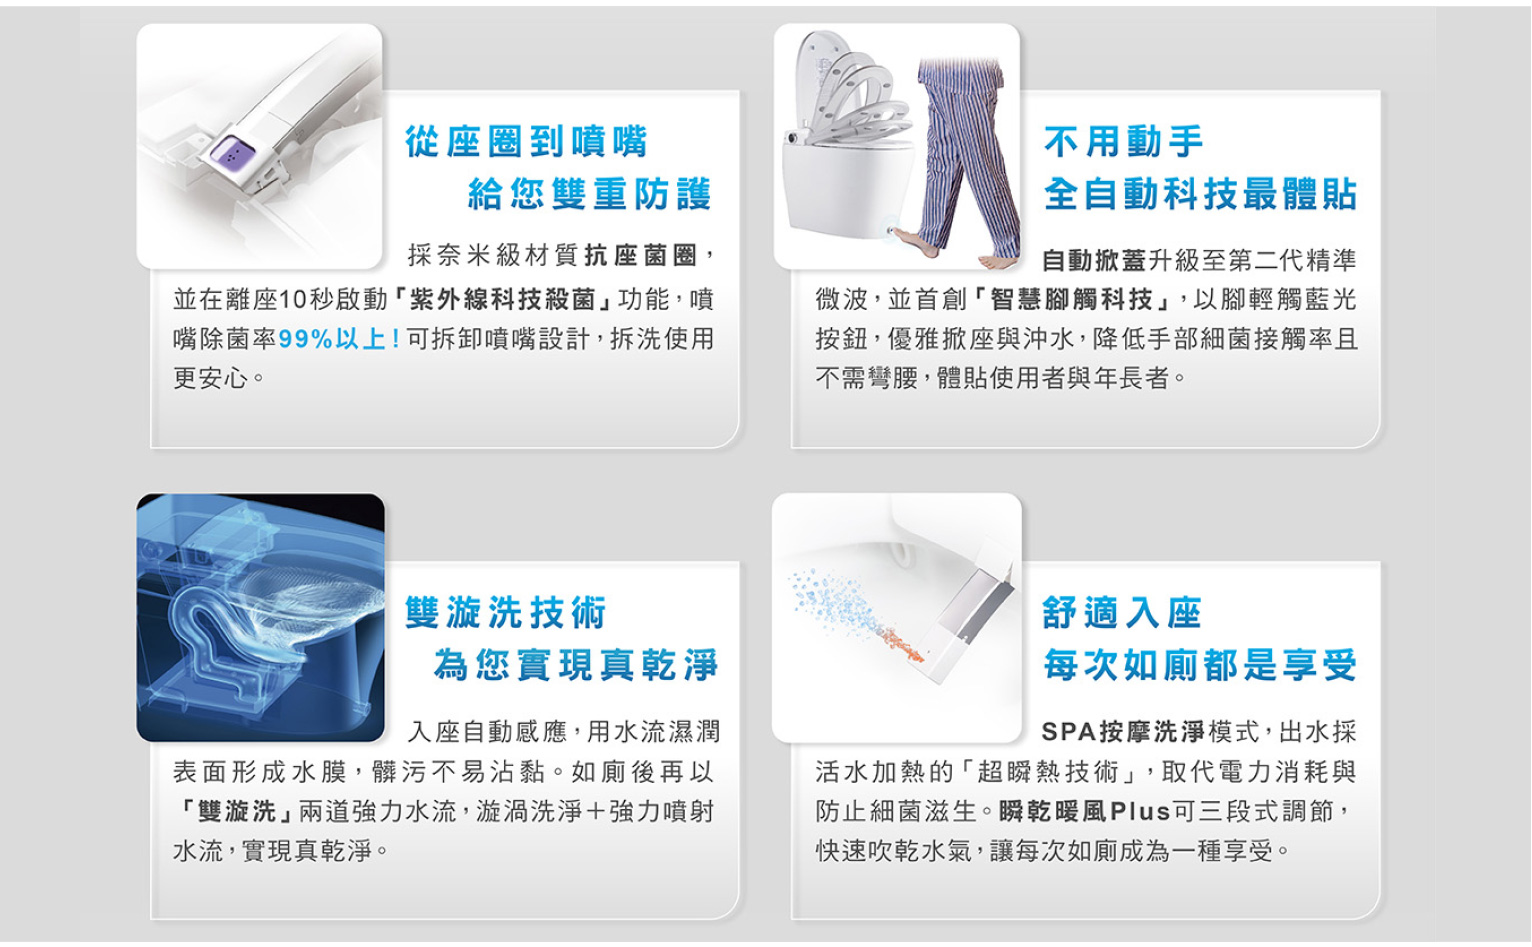 從座圈到噴嘴
給您雙重防護
採奈米級材質抗座菌圈，
並在離座10秒啟動「紫外線科技殺菌」功能，噴
嘴除菌率99%以上！可拆卸噴嘴設計，拆洗使用
更安心。
不用動手
全自動科技最體貼
自動掀蓋升級至第二代精準
微波，並首創「智慧腳觸科技」，以腳輕觸藍光
按鈕，優雅掀座與沖水，降低手部細菌接觸率且
不需彎腰，體貼使用者與年長者。
雙漩洗技術
為您實現真乾淨
入座自動感應，用水流濕潤
表面形成水膜，髒污不易沾黏。如廁後再以
「雙漩洗」兩道強力水流，漩渦洗淨＋強力噴射
水流，實現真乾淨。
舒適入座
每次如廁都是享受
SPA按摩洗淨模式，出水採
活水加熱的「超瞬熱技術」，取代電力消耗與
防止細菌滋生。瞬乾暖風Plus可三段式調節，
快速吹乾水氣，讓每次如廁成為一種享受。